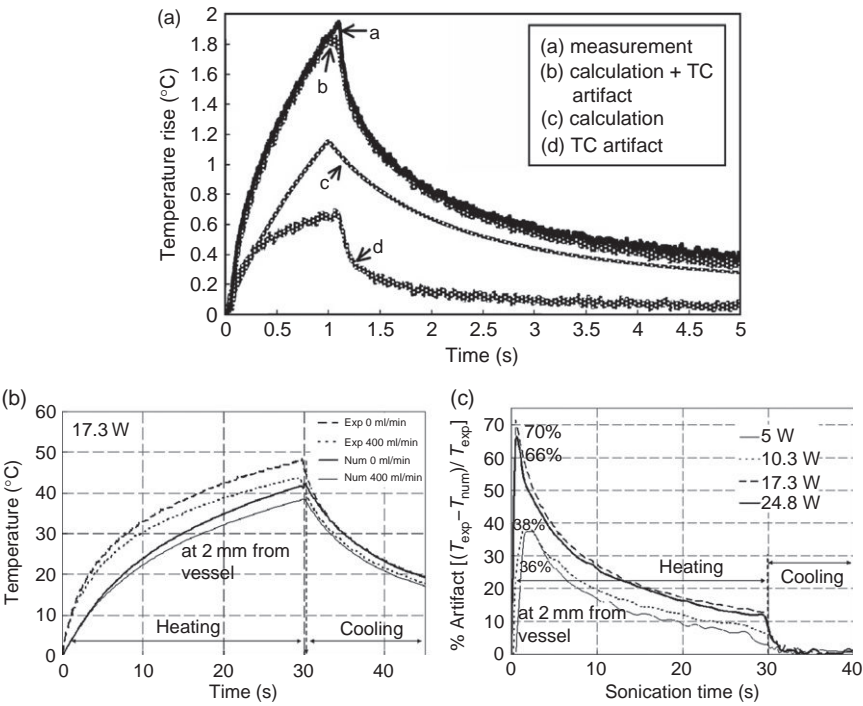 (a)
2
1.8
1.6
1.4
1.2
1
0.8
0.6
0.4
0.2
0
Temperature rise (°C)
a
b
c
d
(a) measurement
(b) calculation + TC
artifact
(c) calculation
(d) TC artifact
0 0.5 1 1.5 2 2.5 3 3.5 4 4.5 5
Time (s)
(b)
60
50
40
30
20
10
0
Temperature (°C)
17.3 W
Exp 0 ml/min
Exp 400 ml/min
Num 0 ml/min
Num 400 ml/min
at 2 mm from
vessel
Heating
Cooling
0 10 20 30 40
Time (s)
(c)
70
60
50
40
30
20
10
0
% Artifact [(Texp–Tnum)/Texp]
70%
66%
38%
36%
5 W
10.3 W
17.3 W
24.8 W
Heating
Cooling
at 2 mm from
vessel
0 10 20 30 40
Sonication time (s)